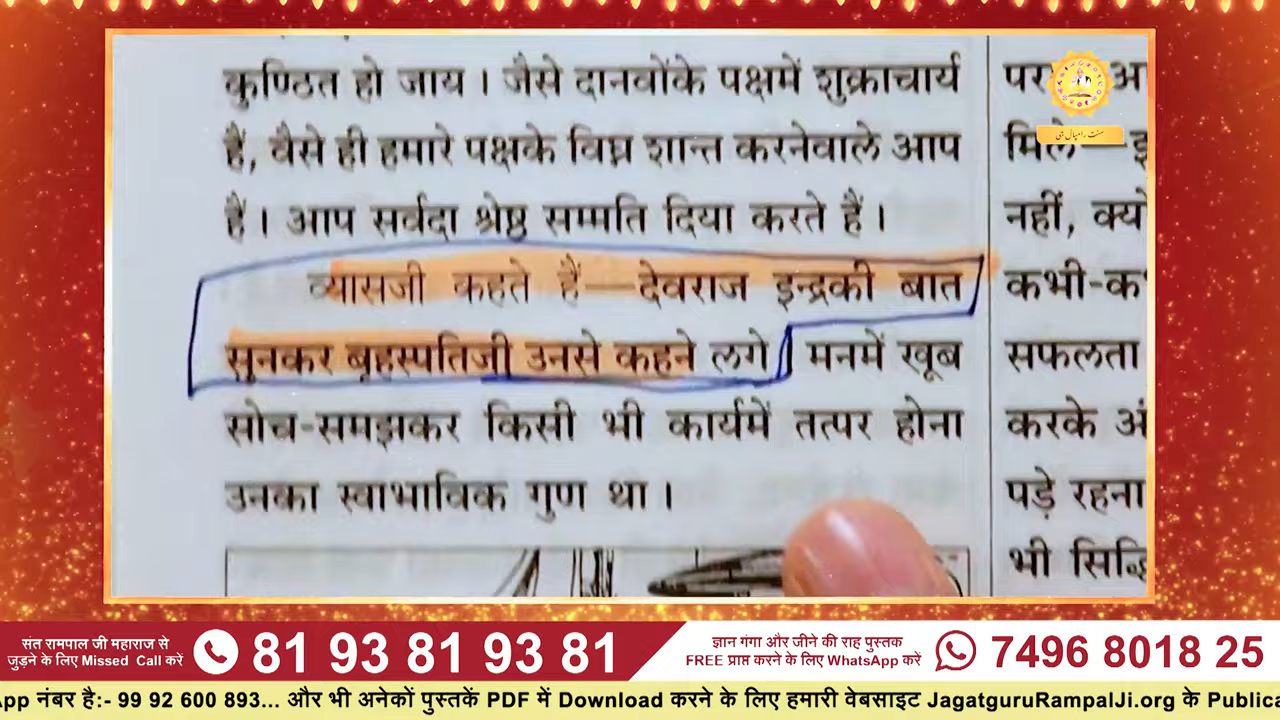 कुण्ठित हो जाय । जैसे दानवोंके पक्षमें शुक्राचार्य
हैं, वैसे ही हमारे पक्षके विघ्न शान्त करनेवाले आप
हैं । आप सर्वदा श्रेष्ठ सम्मति दिया करते हैं ।
व्यासजी कहते हैं—देवराज इन्द्रकी बात
सुनकर बृहस्पतिजी उनसे कहने लगे । मनमें खूब
सोच-समझकर किसी भी कार्यमें तत्पर होना
उनका स्वाभाविक गुण था ।
मिले—
नहीं,
सफलता
करके
पड़े रहना
भी
संत रामपाल जी महाराज से
जुड़ने के लिए Missed Call करें
81 93 81 93 81
ज्ञान गंगा और जीने की राह पुस्तक
FREE प्राप्त करने के लिए WhatsApp करें
7496 8018 25
नंबर है:- 99 92 600 893... और भी अनेकों पुस्तकें PDF में Download करने के लिए हमारी वेबसाइट JagatguruRampalJi.org के